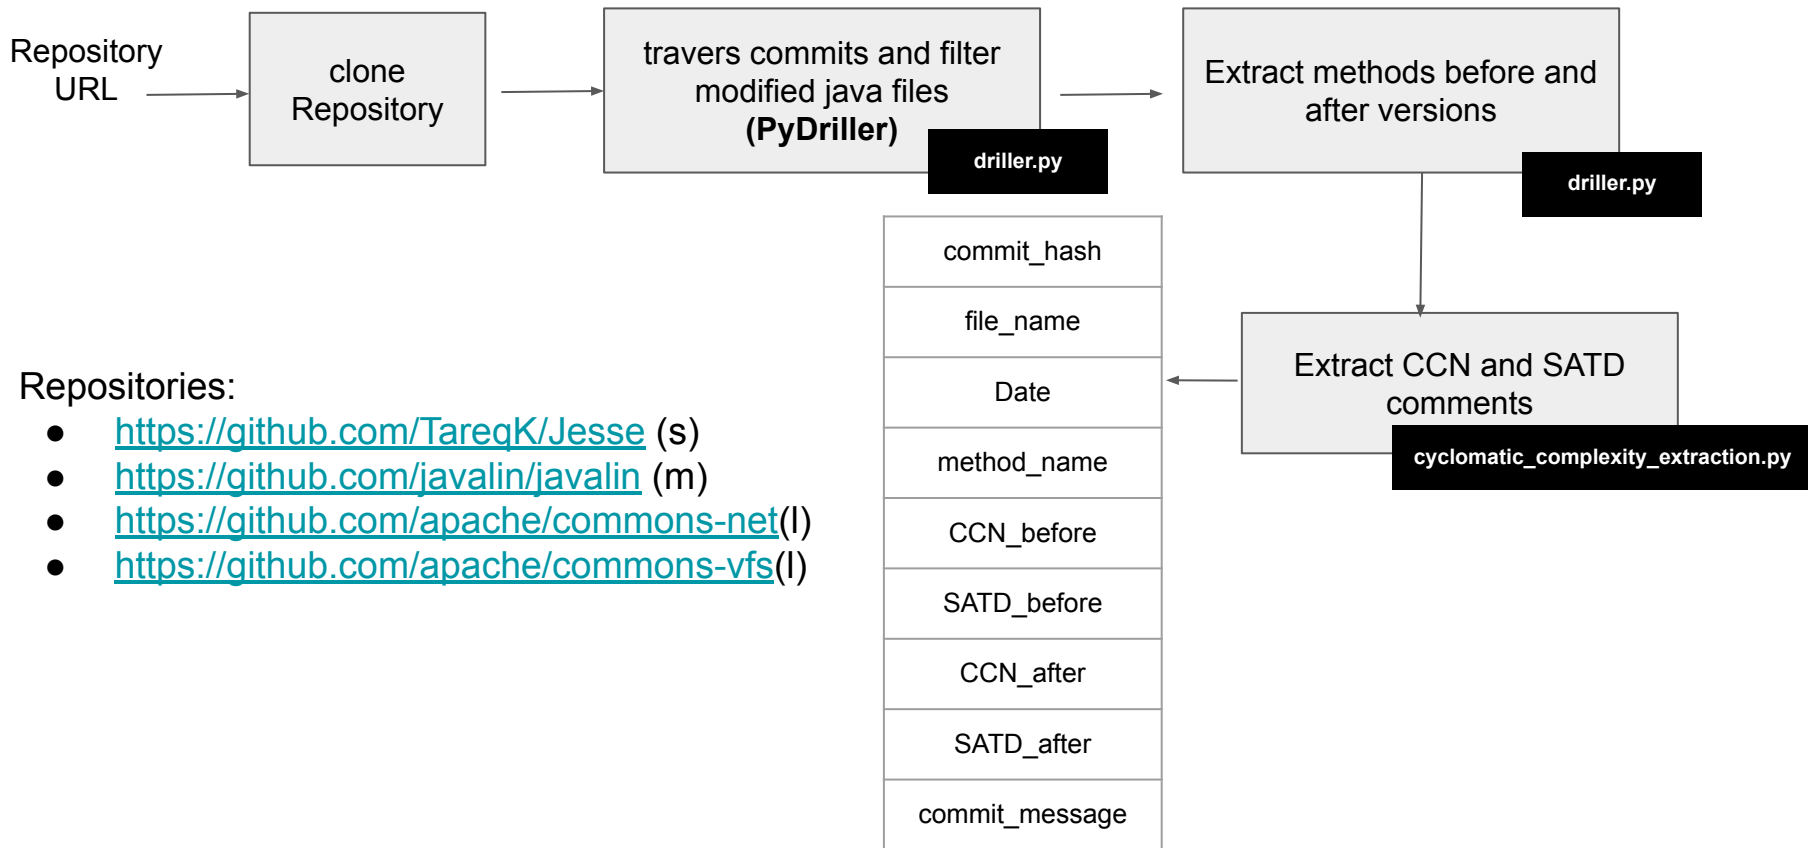 Repository
URL
clone
Repository
travers commits and filter
modified java files
(PyDriller)
driller.py
Extract methods before and
after versions
driller.py
Extract CCN and SATD
comments
cyclomatic_complexity_extraction.py
commit_hash
file_name
Date
method_name
CCN_before
SATD_before
CCN_after
SATD_after
commit_message
Repositories:
● https://github.com/TareqK/Jesse (s)
● https://github.com/javalin/javalin (m)
● https://github.com/apache/commons-net(l)
● https://github.com/apache/commons-vfs(l)